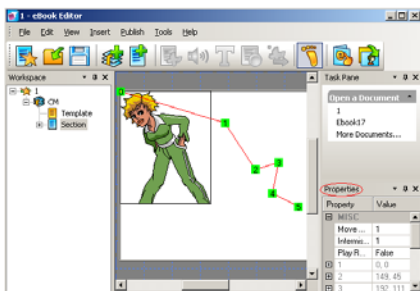 1 - eBook Editor
File Edit View Insert Publish Tools Help
Workspace
1
CM
Template
Section
0
1
2
3
4
5
Task Pane
Open a Document
1
Ebook17
More Documents...
Properties
Property Value
MISC
Move ... 1
Intermis... 1
Play R... False
1 0, 0
2 149, 45
3 192, 111